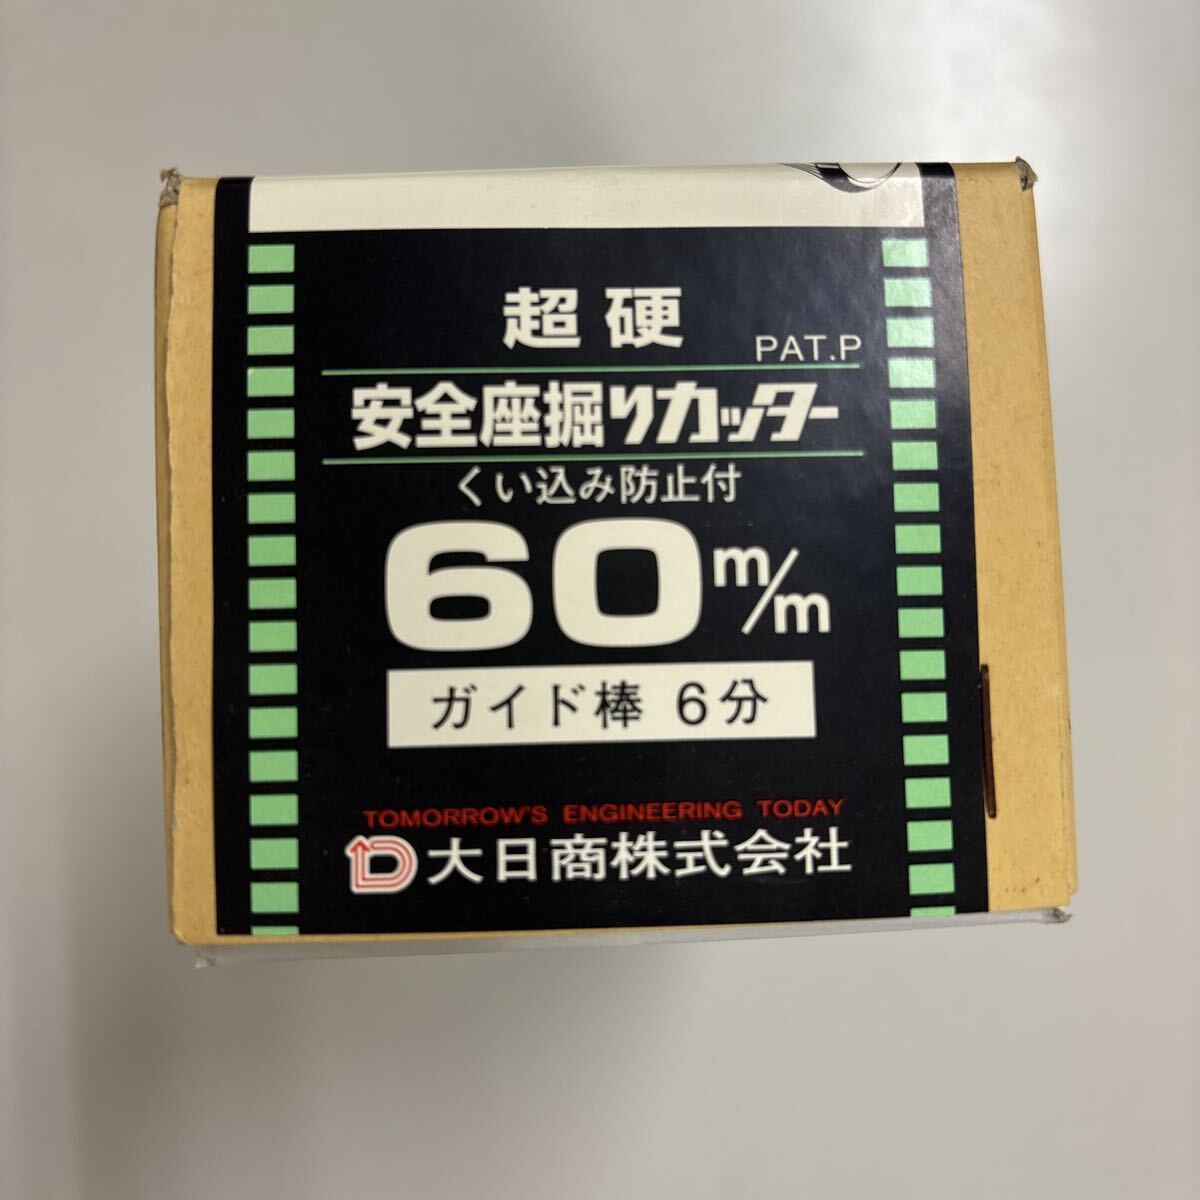 超硬
PAT.P
安全座掘りカッター
くい込み防止付
60m/m
ガイド棒 6分
TOMORROW'S ENGINEERING TODAY
大日商株式会社